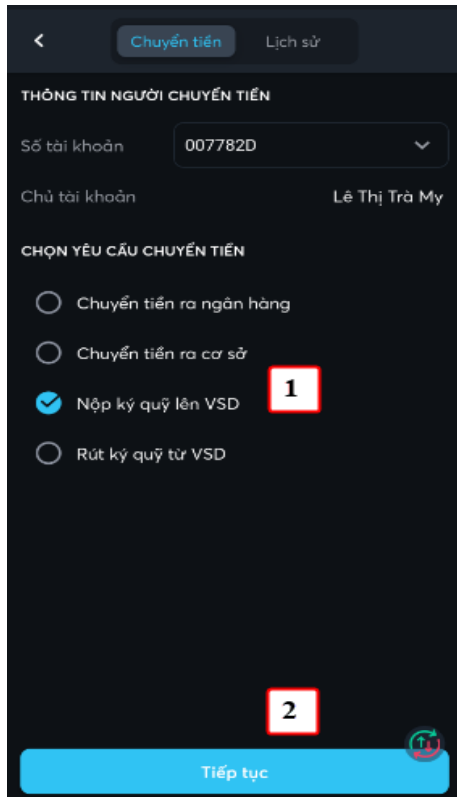 Chuyển tiền Lịch sử
THÔNG TIN NGƯỜI CHUYỂN TIỀN
Số tài khoản 007782D
Chủ tài khoản Lê Thị Trà My
CHỌN YÊU CẦU CHUYỂN TIỀN
Chuyển tiền ra ngân hàng
Chuyển tiền ra cơ sở
1
Nộp ký quỹ lên VSD
Rút ký quỹ từ VSD
2
Tiếp tục